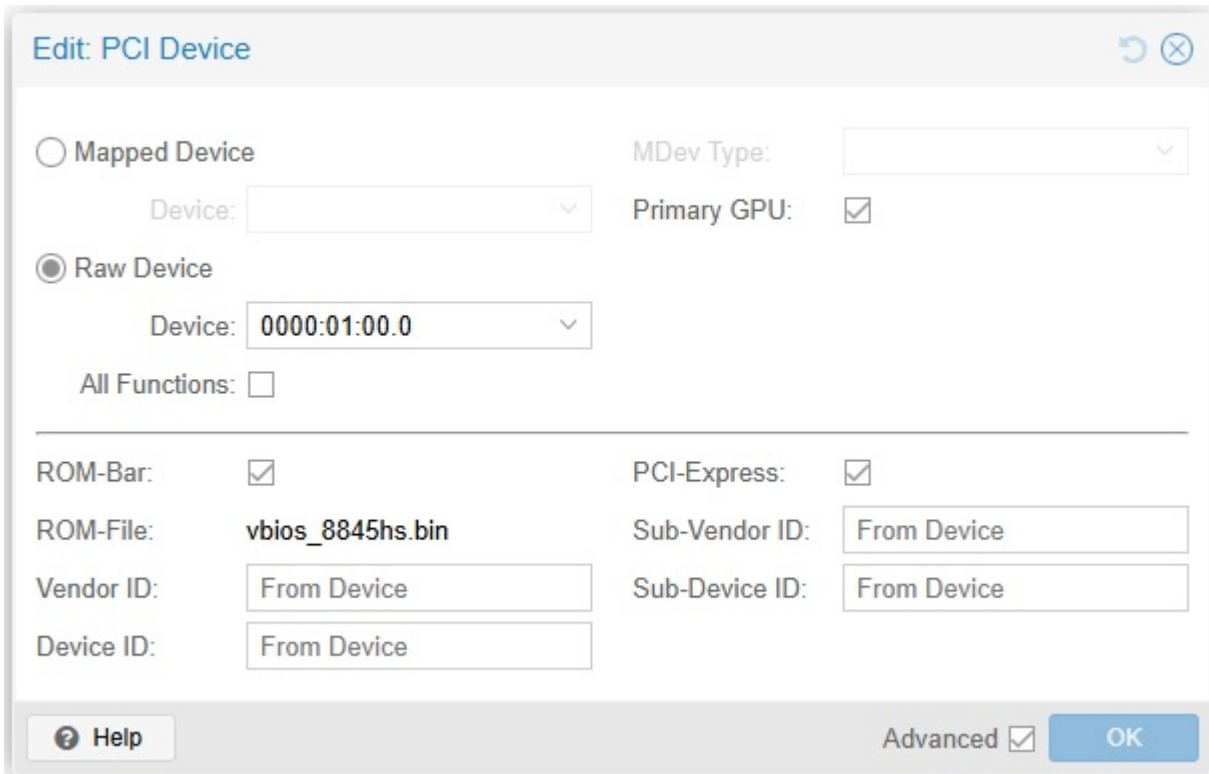 Edit: PCI Device
Mapped Device
MDev Type:
Device:
Primary GPU:
Raw Device
Device: 0000:01:00.0
All Functions:
ROM-Bar:
PCI-Express:
ROM-File: vbios_8845hs.bin
Sub-Vendor ID: From Device
Vendor ID: From Device
Sub-Device ID: From Device
Device ID: From Device
Help
Advanced
OK